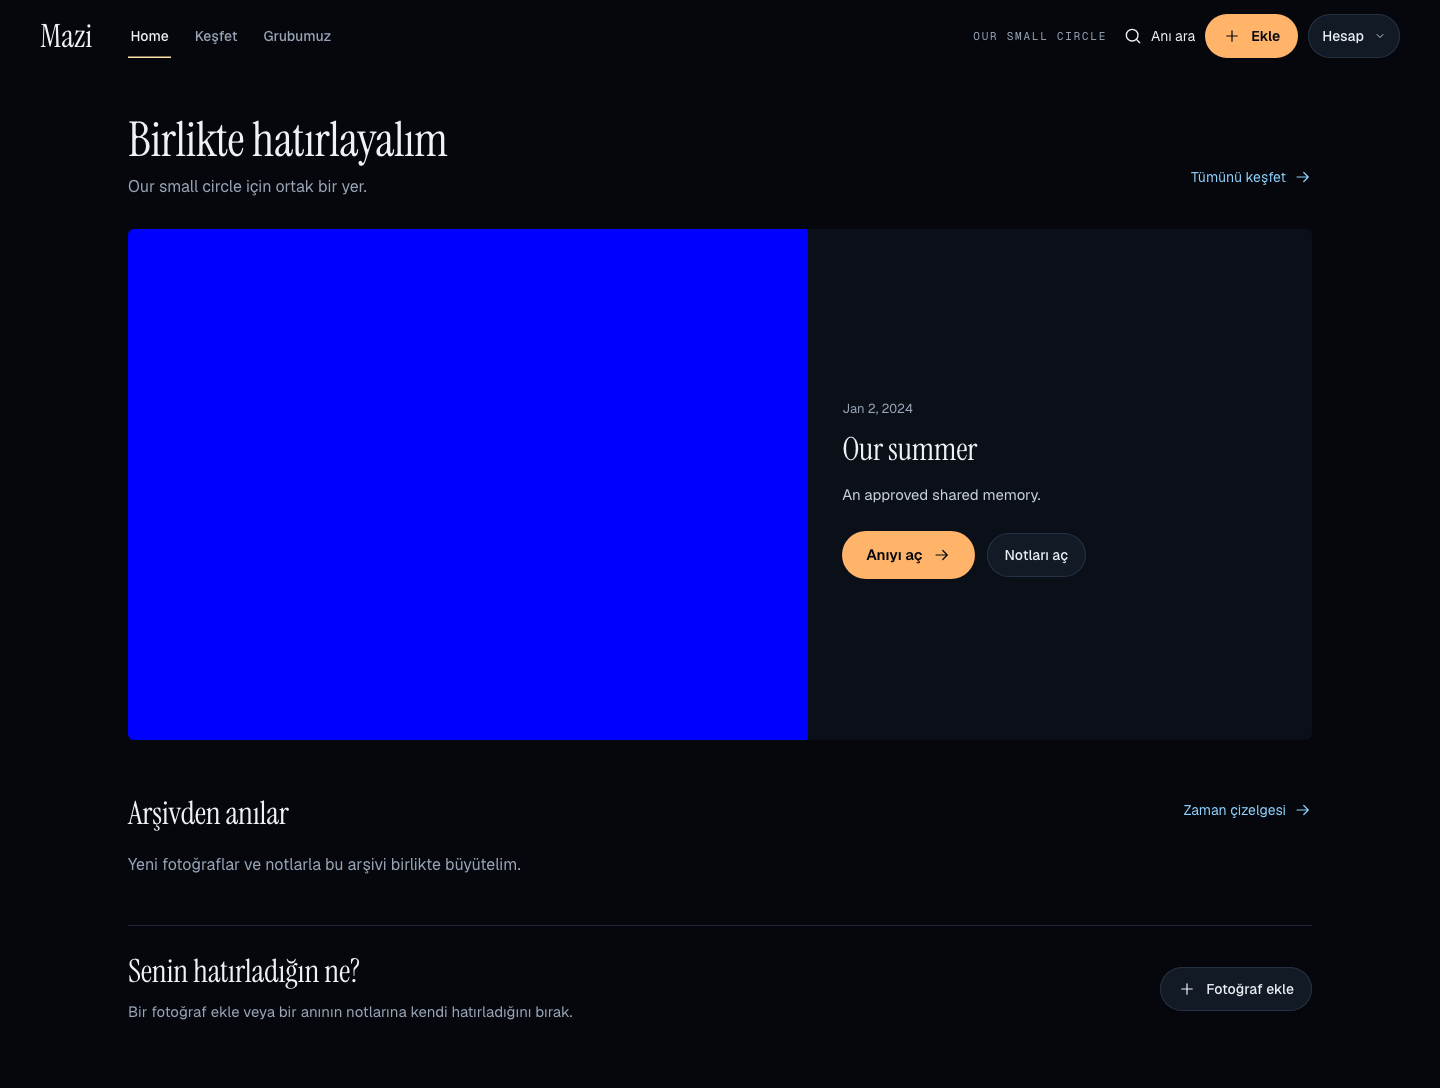 Mazi
Home
Keşfet
Grubumuz
OUR SMALL CIRCLE
Anı ara
Ekle
Hesap
Birlikte hatırlayalım
Our small circle için ortak bir yer.
Tümünü keşfet
Jan 2, 2024
Our summer
An approved shared memory.
Anıyı aç
Notları aç
Arşivden anılar
Zaman çizelgesi
Yeni fotoğraflar ve notlarla bu arşivi birlikte büyütelim.
Senin hatırladığın ne?
Bir fotoğraf ekle veya bir anının notlarına kendi hatırladığını bırak.
Fotoğraf ekle